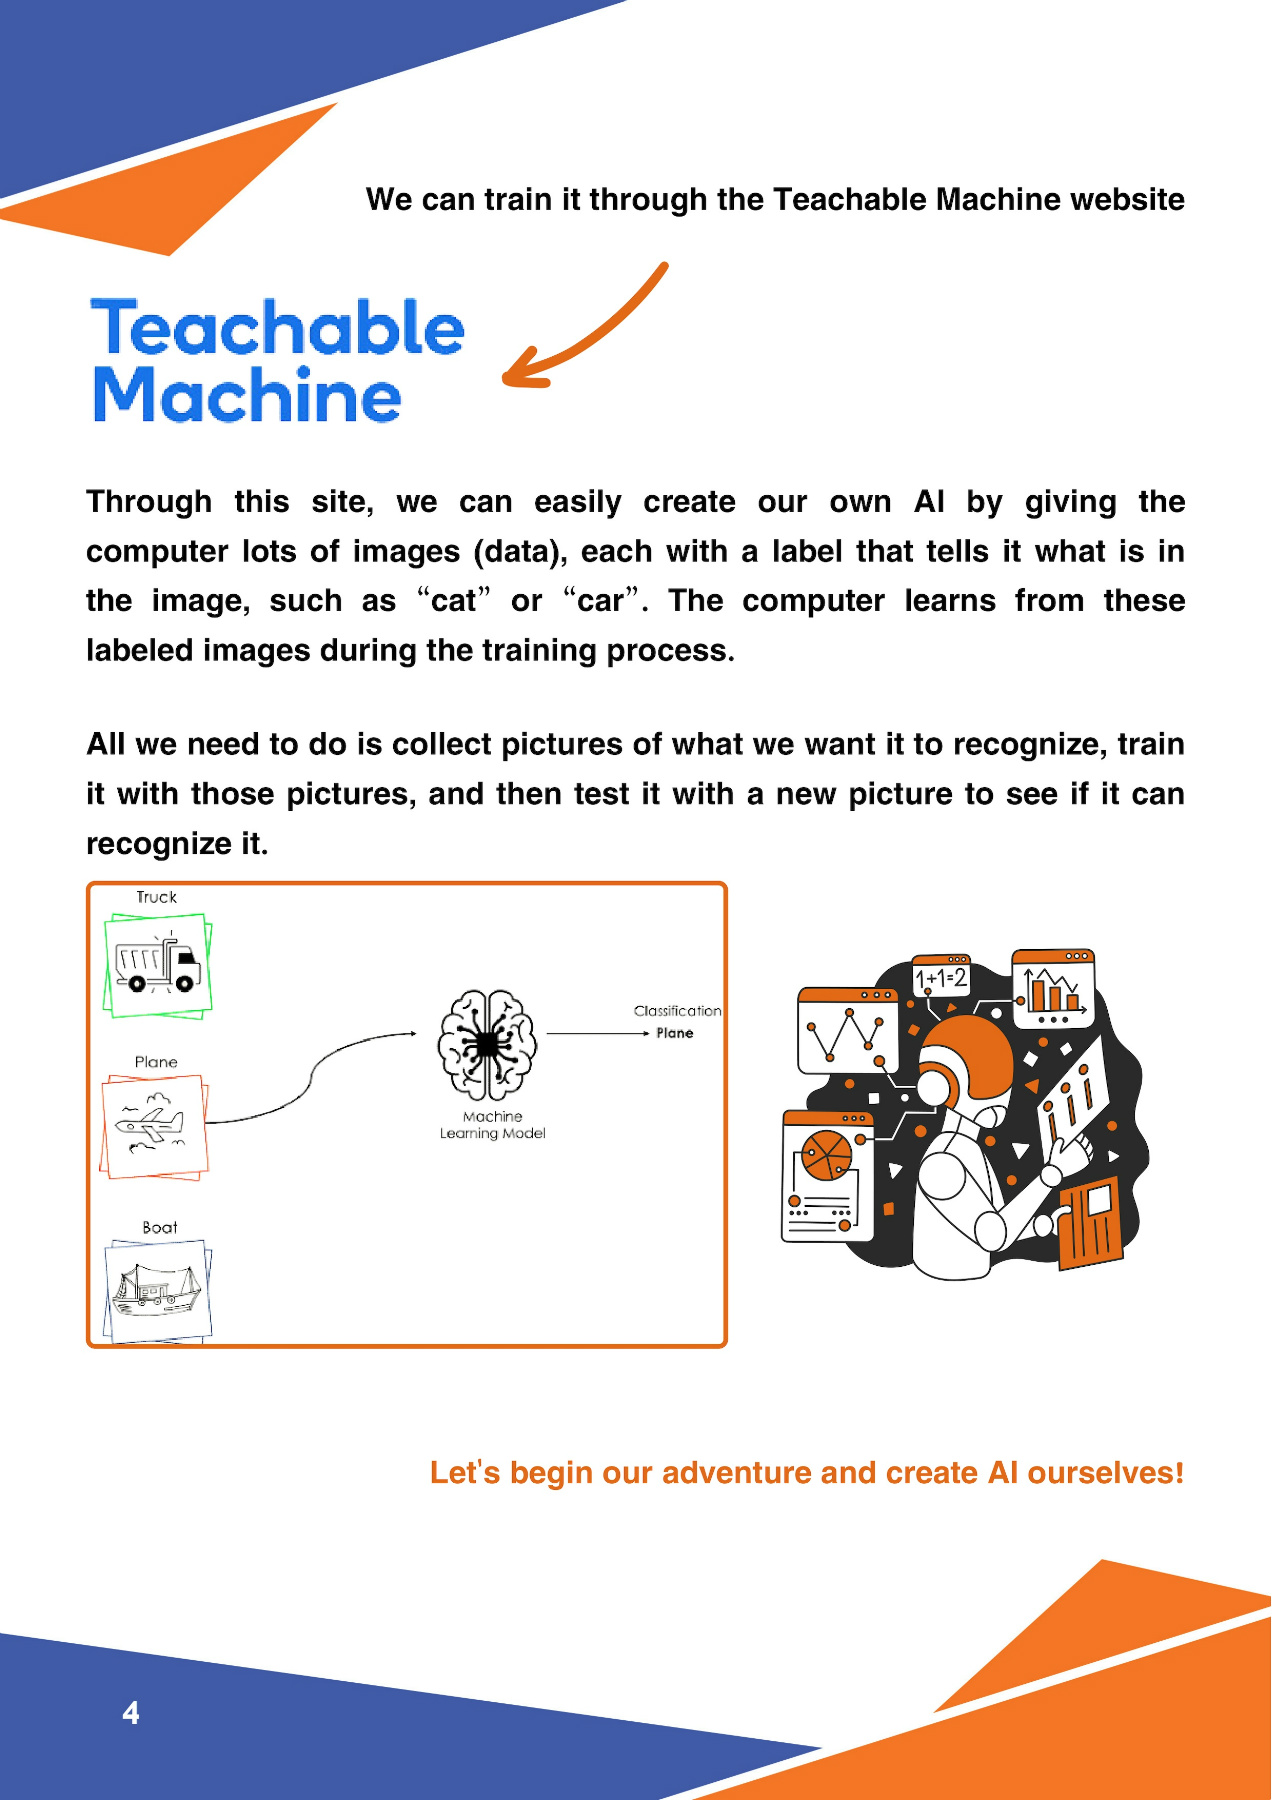 We can train it through the Teachable Machine website
Teachable
Machine
Through this site, we can easily create our own AI by giving the
computer lots of images (data), each with a label that tells it what is in
the image, such as “cat” or “car”. The computer learns from these
labeled images during the training process.
All we need to do is collect pictures of what we want it to recognize, train
it with those pictures, and then test it with a new picture to see if it can
recognize it.
Truck
Plane
Boat
Machine
Learning Model
Classification
Plane
1+1=2
Let's begin our adventure and create AI ourselves!
4